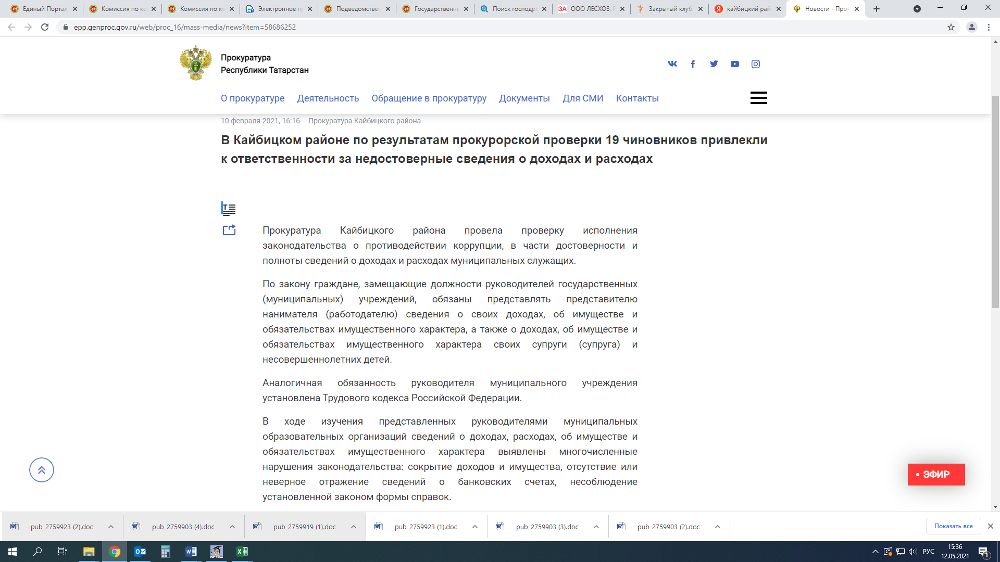 Единый Портал
Комиссия по ко
Комиссия по ко
Электронное п
Подведомствен
Государственны
Поиск господр
ЗА ООО ЛЕСХОЗ, Р
Закрытый клуб
Я кайбицкий рай
Новости - Про
epp.genproc.gov.ru/web/proc_16/mass-media/news?item=58686252
Прокуратура
Республики Татарстан
О прокуратуре Деятельность Обращение в прокуратуру Документы Для СМИ Контакты
10 февраля 2021, 16:16 Прокуратура Кайбицкого района
В Кайбицком районе по результатам прокурорской проверки 19 чиновников привлекли
к ответственности за недостоверные сведения о доходах и расходах
Прокуратура Кайбицкого района провела проверку исполнения
законодательства о противодействии коррупции, в части достоверности и
полноты сведений о доходах и расходах муниципальных служащих.
По закону граждане, замещающие должности руководителей государственных
(муниципальных) учреждений, обязаны представлять представителю
нанимателя (работодателю) сведения о своих доходах, об имуществе и
обязательствах имущественного характера, а также о доходах, об имуществе и
обязательствах имущественного характера своих супруги (супруга) и
несовершеннолетних детей.
Аналогичная обязанность руководителя муниципального учреждения
установлена Трудового кодекса Российской Федерации.
В ходе изучения представленных руководителями муниципальных
образовательных организаций сведений о доходах, расходах, об имуществе и
обязательствах имущественного характера выявлены многочисленные
нарушения законодательства: сокрытие доходов и имущества, отсутствие или
неверное отражение сведений о банковских счетах, несоблюдение
установленной законом формы справок.
• ЭФИР
pub_2759923 (2).doc
pub_2759903 (4).doc
pub_2759919 (1).doc
pub_2759923 (1).doc
pub_2759903 (3).doc
pub_2759903 (2).doc
Показать все
РУС
15:36
12.05.2021
1